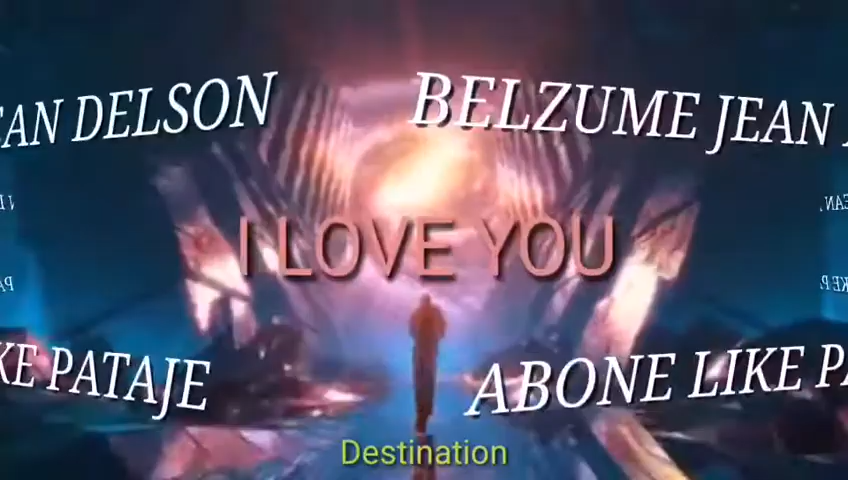 EAN DELSON BELZUME JEAN
I LOVE YOU
KE PATAJE ABONE LIKE PA
Destination